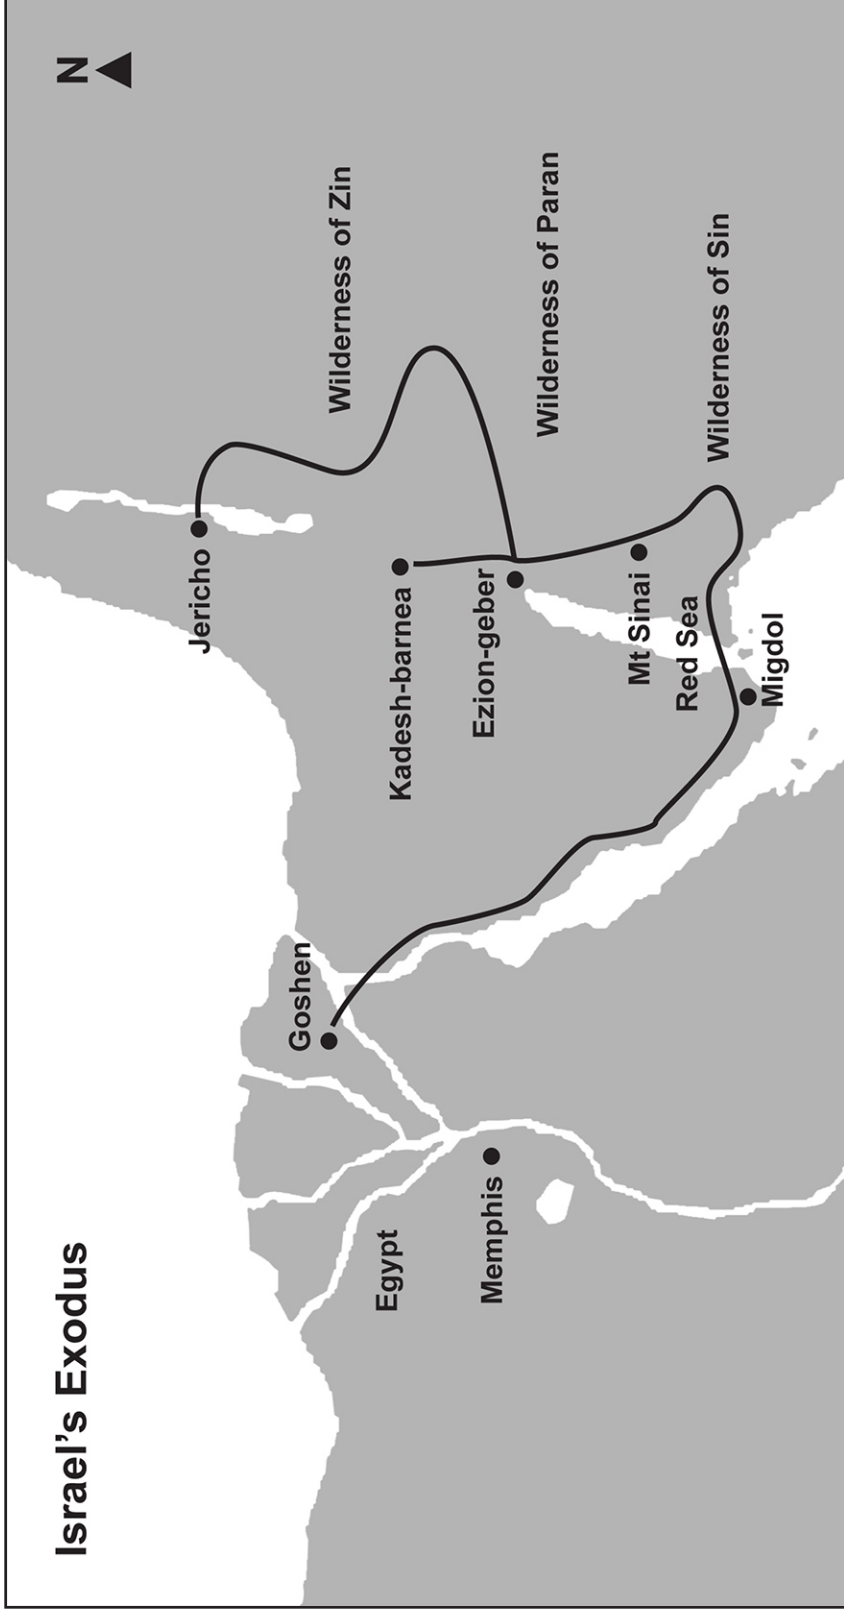 Israel's Exodus
N
Jericho
Goshen
Wilderness of Zin
Egypt
Kadesh-barnea
Memphis
Ezion-geber
Wilderness of Paran
Mt Sinai
Red Sea
Wilderness of Sin
Migdol